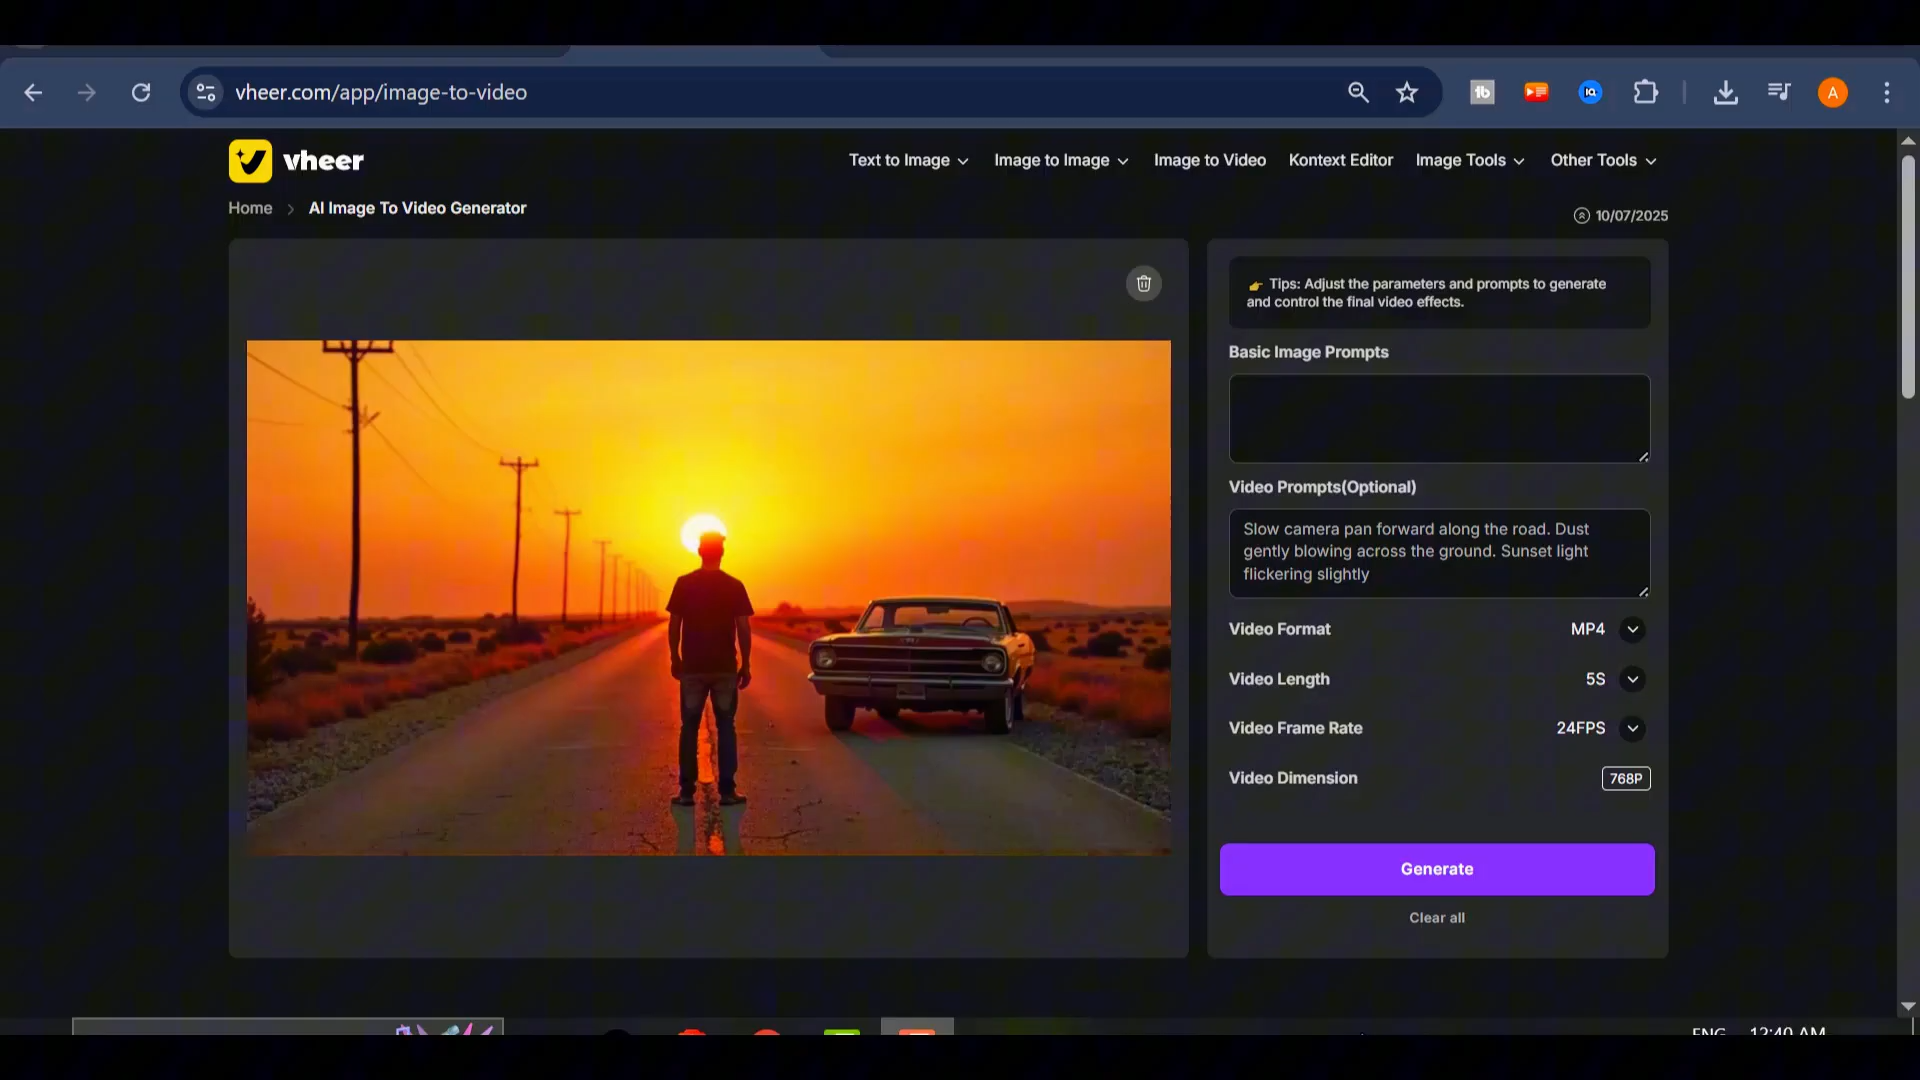 vheer.com/app/image-to-video
A
vheer
Text to Image
Image to Image
Image to Video
Kontext Editor
Image Tools
Other Tools
Home
AI Image To Video Generator
10/07/2025
Tips: Adjust the parameters and prompts to generate
and control the final video effects.
Basic Image Prompts
Video Prompts(Optional)
Slow camera pan forward along the road. Dust
gently blowing across the ground. Sunset light
flickering slightly
Video Format
MP4
Video Length
5S
Video Frame Rate
24FPS
Video Dimension
768P
Generate
Clear all
ENG
12:40 AM